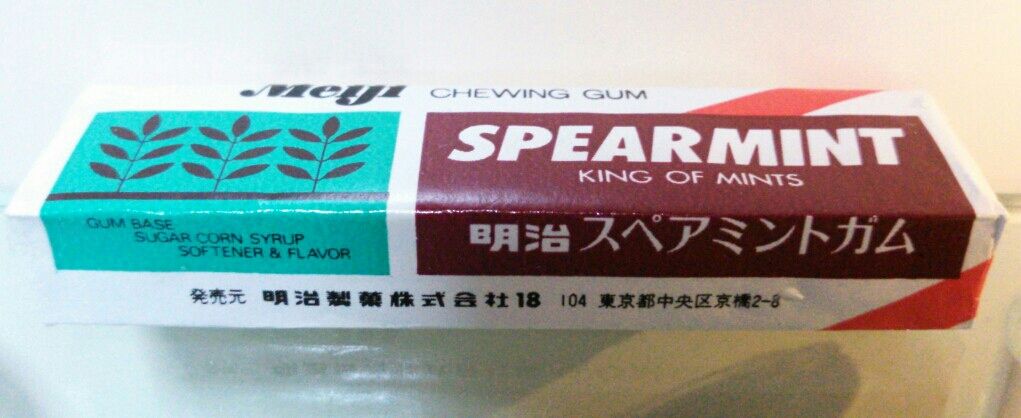 Meiji CHEWING GUM
SPEARMINT
KING OF MINTS
GUM BASE
SUGAR CORN SYRUP
SOFTENER & FLAVOR
明治 スペアミントガム
発売元 明治製菓株式会社18 104 東京都中央区京橋2-8